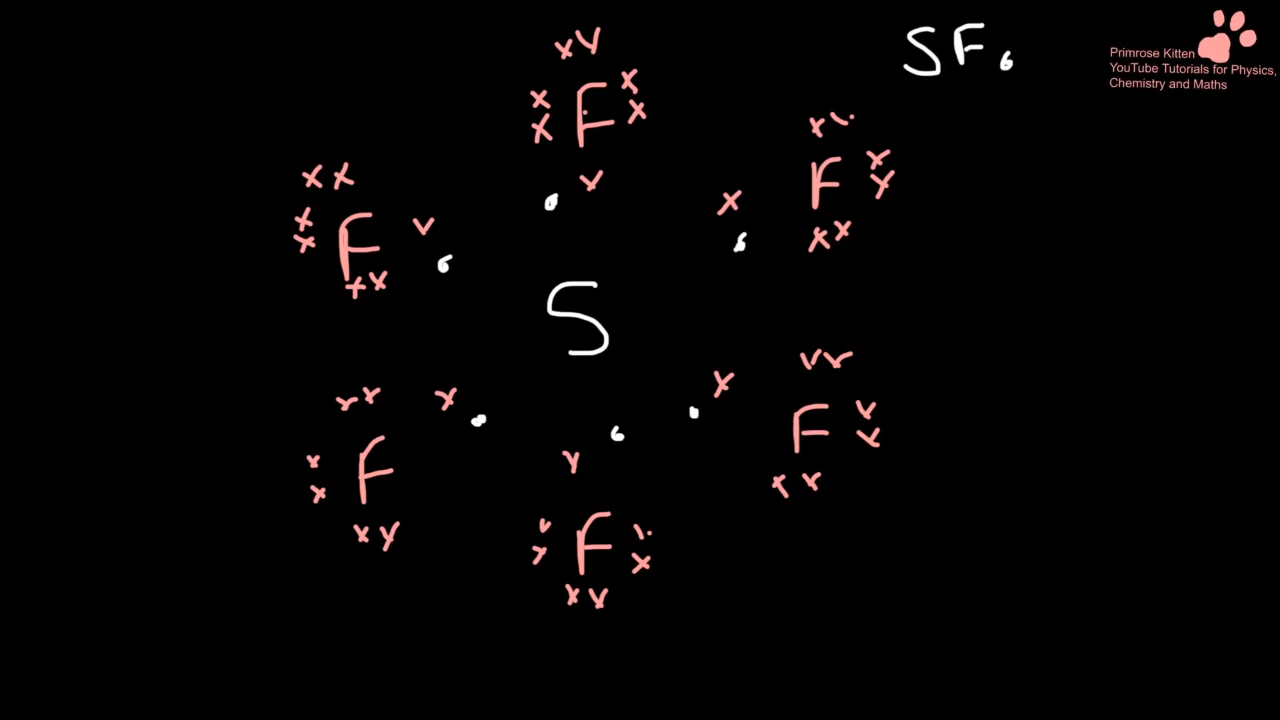 SF6
Primrose Kitten
YouTube Tutorials for Physics,
Chemistry and Maths
F
F
F
S
F
F
F